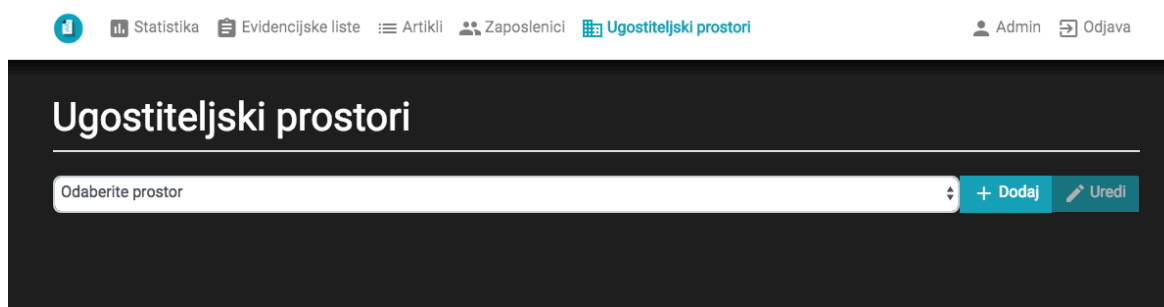 Statistika Evidencijske liste Artikli Zaposlenici Ugostiteljski prostori Admin Odjava
Ugostiteljski prostori
Odaberite prostor + Dodaj Uredi